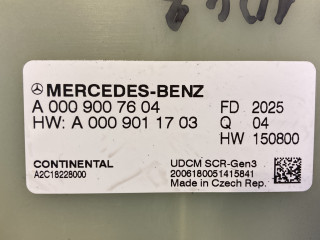 MERCEDES-BENZ
A 000 900 76 04 FD 2025
HW: A 000 901 17 03 Q 04
HW 150800
CONTINENTAL UDCM SCR-Gen3
A2C18228000 2006180051415841
Made in Czech Rep.